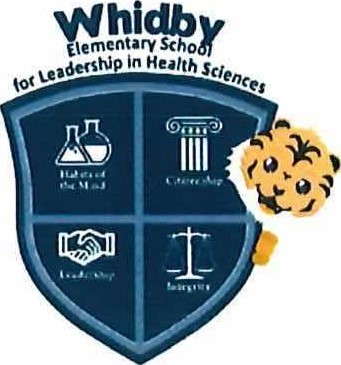 Whidby
Elementary School
for Leadership in Health Sciences
Habits of
the Mind
Citizenship
Leadership
Integrity